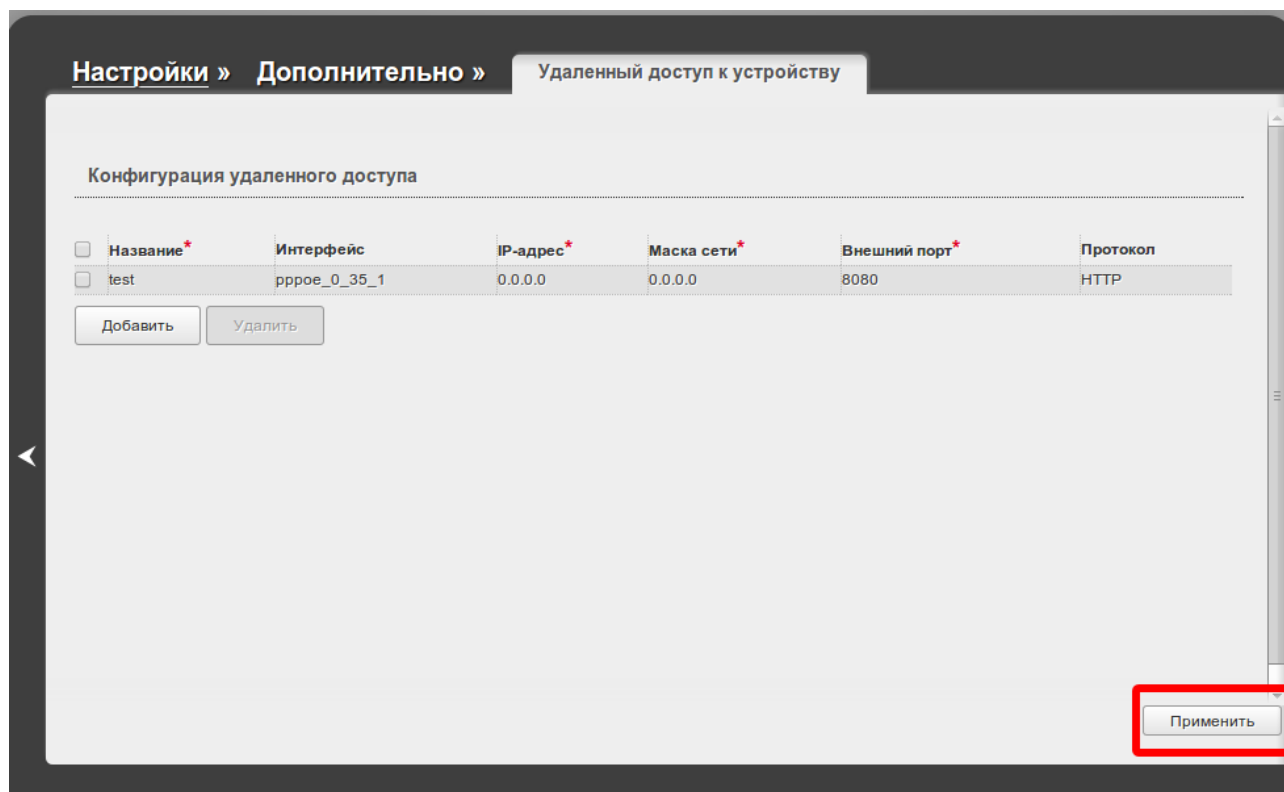 Настройки » Дополнительно » Удаленный доступ к устройству
Конфигурация удаленного доступа
Название* Интерфейс IP-адрес* Маска сети* Внешний порт* Протокол
test pppoe_0_35_1 0.0.0.0 0.0.0.0 8080 HTTP
Добавить Удалить
Применить